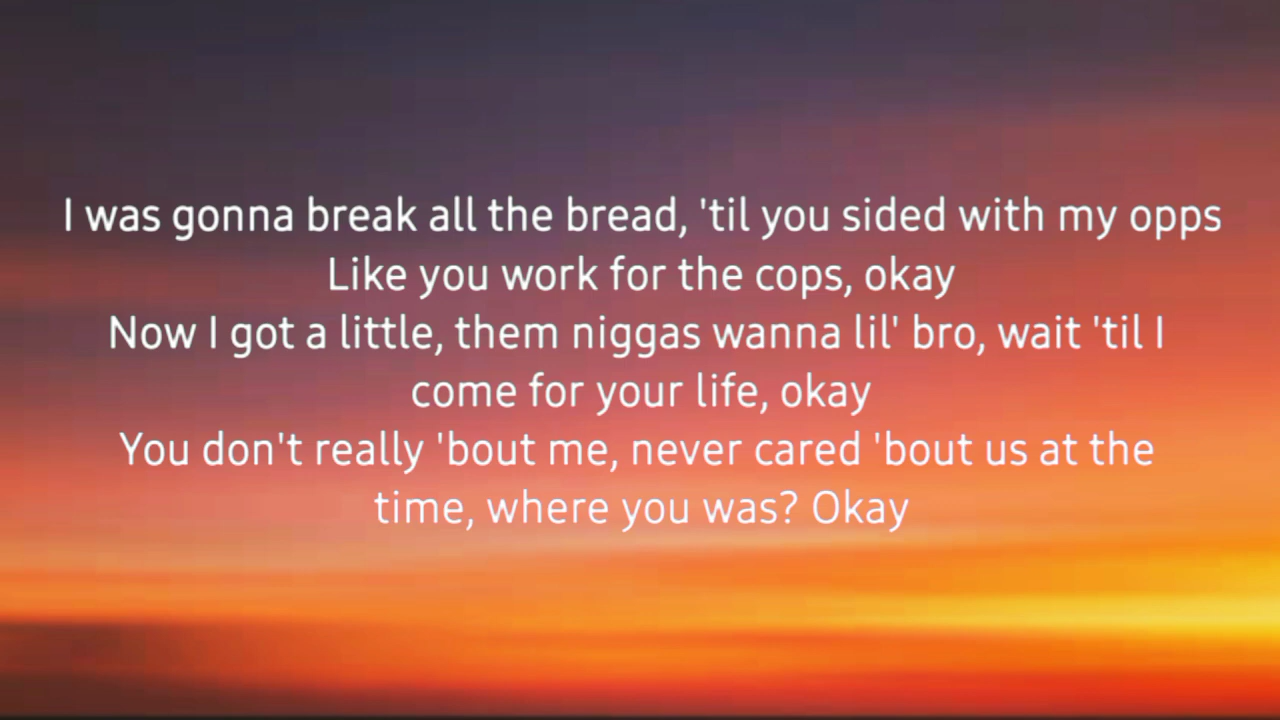 I was gonna break all the bread, 'til you sided with my opps
Like you work for the cops, okay
Now I got a little, them niggas wanna lil' bro, wait 'til I
come for your life, okay
You don't really 'bout me, never cared 'bout us at the
time, where you was? Okay